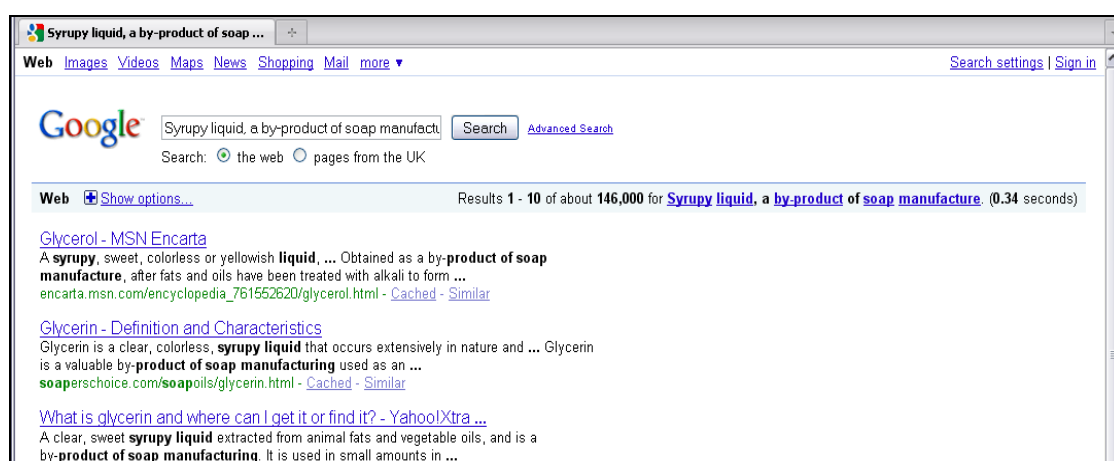 Syrupy liquid, a by-product of soap ...
Web Images Videos Maps News Shopping Mail more ▼ Search settings | Sign in
Google Syrupy liquid, a by-product of soap manufactu Search Advanced Search
Search: the web pages from the UK
Web Show options... Results 1 - 10 of about 146,000 for Syrupy liquid, a by-product of soap manufacture. (0.34 seconds)
Glycerol - MSN Encarta
A syrupy, sweet, colorless or yellowish liquid, ... Obtained as a by-product of soap
manufacture, after fats and oils have been treated with alkali to form ...
encarta.msn.com/encyclopedia_761552620/glycerol.html - Cached - Similar
Glycerin - Definition and Characteristics
Glycerin is a clear, colorless, syrupy liquid that occurs extensively in nature and ... Glycerin
is a valuable by-product of soap manufacturing used as an ...
soaperschoice.com/soapoils/glycerin.html - Cached - Similar
What is glycerin and where can I get it or find it? - Yahoo!Xtra ...
A clear, sweet syrupy liquid extracted from animal fats and vegetable oils, and is a
by-product of soap manufacturing. It is used in small amounts in ...